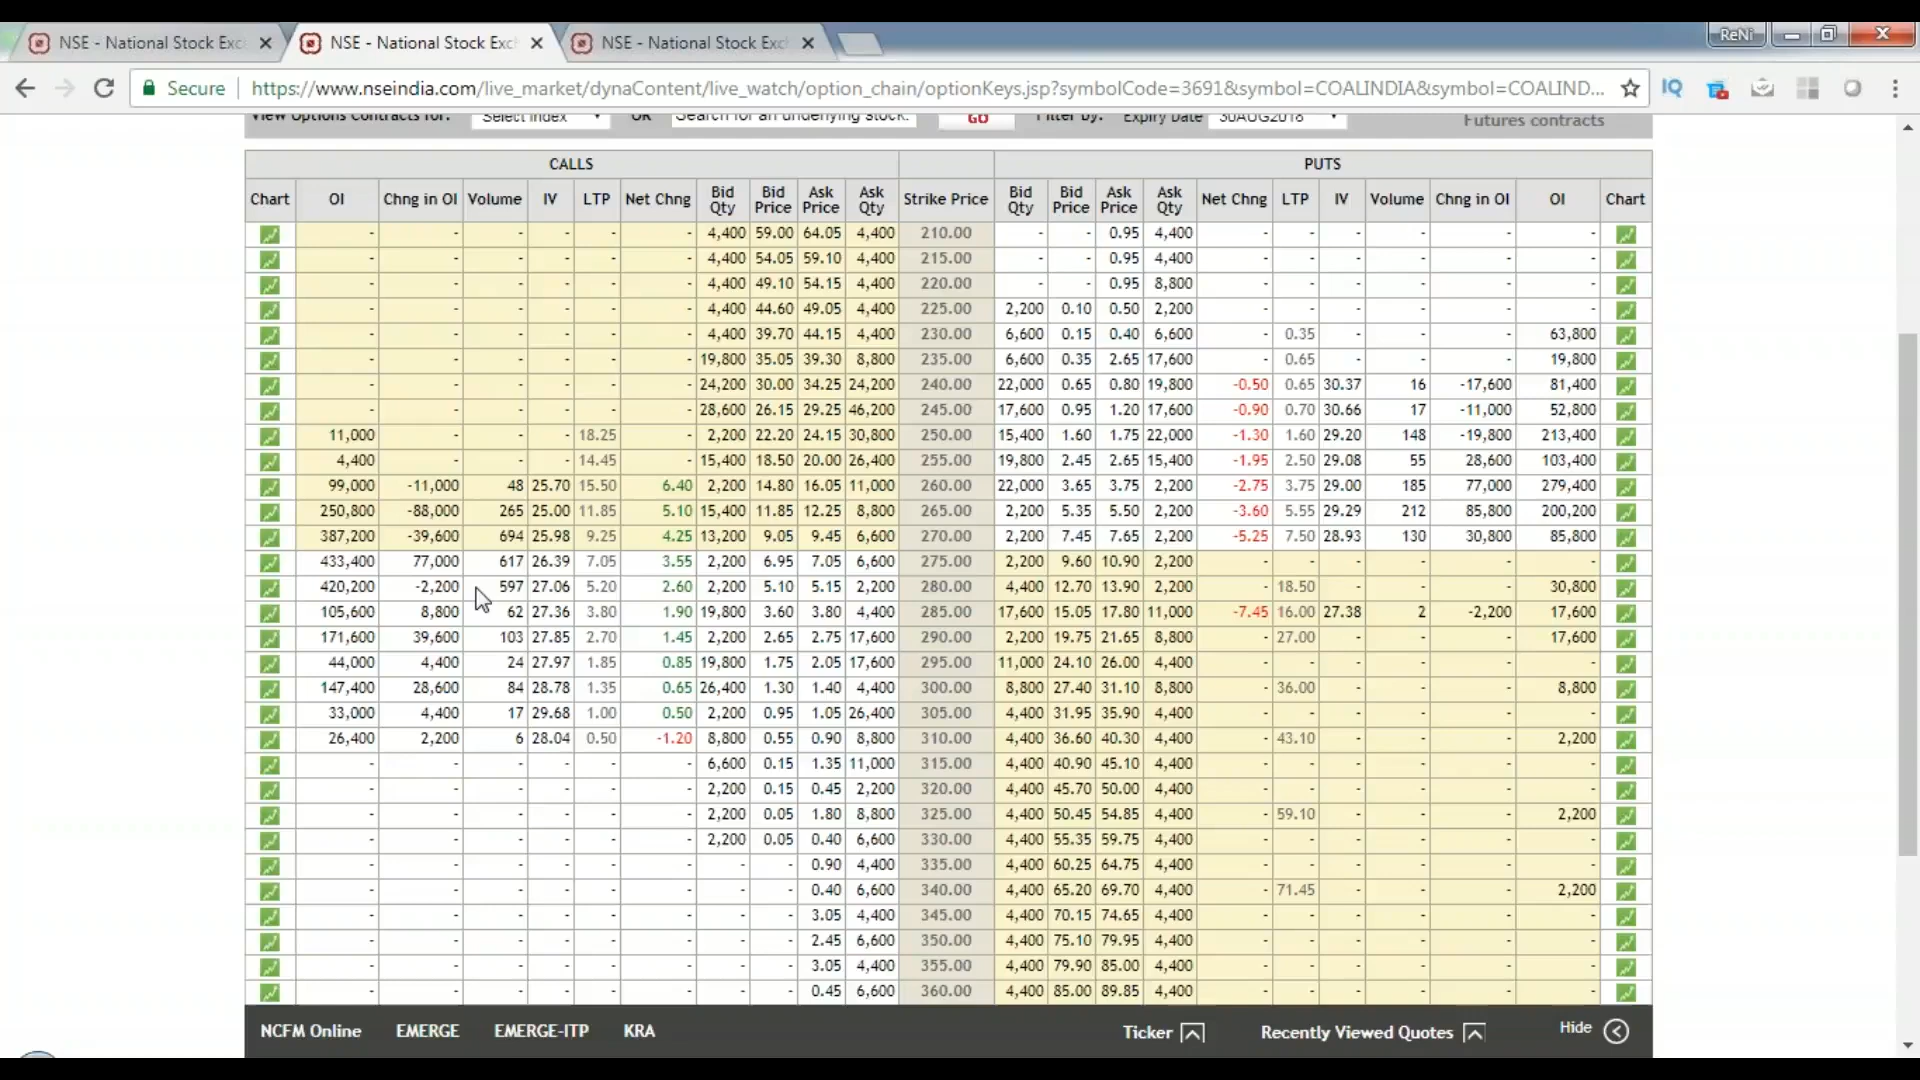 NSE - National Stock Exc
NSE - National Stock Exc
NSE - National Stock Exc
ReNi
Secure
https://www.nseindia.com/live_market/dynaContent/live_watch/option_chain/optionKeys.jsp?symbolCode=3691&symbol=COALINDIA&symbol=COALIND...
IQ
View Options Contracts for: Select Index OR Search for an underlying stock. GO Filter by: Expiry Date 30AUG2018 Futures contracts
CALLS PUTS
Chart OI Chng in OI Volume IV LTP Net Chng Bid Qty Bid Price Ask Price Ask Qty Strike Price Bid Qty Bid Price Ask Price Ask Qty Net Chng LTP IV Volume Chng in OI OI Chart
- - - - - - 4,400 59.00 64.05 4,400 210.00 - - 0.95 4,400 - - - - - -
- - - - - - 4,400 54.05 59.10 4,400 215.00 - - 0.95 4,400 - - - - - -
- - - - - - 4,400 49.10 54.15 4,400 220.00 - - 0.95 8,800 - - - - - -
- - - - - - 4,400 44.60 49.05 4,400 225.00 2,200 0.10 0.50 2,200 - - - - - -
- - - - - - 4,400 39.70 44.15 4,400 230.00 6,600 0.15 0.40 6,600 - 0.35 - - - 63,800
- - - - - - 19,800 35.05 39.30 8,800 235.00 6,600 0.35 2.65 17,600 - 0.65 - - - 19,800
- - - - - - 24,200 30.00 34.25 24,200 240.00 22,000 0.65 0.80 19,800 -0.50 0.65 30.37 16 -17,600 81,400
- - - - - - 28,600 26.15 29.25 46,200 245.00 17,600 0.95 1.20 17,600 -0.90 0.70 30.66 17 -11,000 52,800
11,000 - - - 18.25 - 2,200 22.20 24.15 30,800 250.00 15,400 1.60 1.75 22,000 -1.30 1.60 29.20 148 -19,800 213,400
4,400 - - - 14.45 - 15,400 18.50 20.00 26,400 255.00 19,800 2.45 2.65 15,400 -1.95 2.50 29.08 55 28,600 103,400
99,000 -11,000 48 25.70 15.50 6.40 2,200 14.80 16.05 11,000 260.00 22,000 3.65 3.75 2,200 -2.75 3.75 29.00 185 77,000 279,400
250,800 -88,000 265 25.00 11.85 5.10 15,400 11.85 12.25 8,800 265.00 2,200 5.35 5.50 2,200 -3.60 5.55 29.29 212 85,800 200,200
387,200 -39,600 694 25.98 9.25 4.25 13,200 9.05 9.45 6,600 270.00 2,200 7.45 7.65 2,200 -5.25 7.50 28.93 130 30,800 85,800
433,400 77,000 617 26.39 7.05 3.55 2,200 6.95 7.05 6,600 275.00 2,200 9.60 10.90 2,200 - - - - - -
420,200 -2,200 597 27.06 5.20 2.60 2,200 5.10 5.15 2,200 280.00 4,400 12.70 13.90 2,200 - 18.50 - - - 30,800
105,600 8,800 62 27.36 3.80 1.90 19,800 3.60 3.80 4,400 285.00 17,600 15.05 17.80 11,000 -7.45 16.00 27.38 2 -2,200 17,600
171,600 39,600 103 27.85 2.70 1.45 2,200 2.65 2.75 17,600 290.00 2,200 19.75 21.65 8,800 - 27.00 - - - 17,600
44,000 4,400 24 27.97 1.85 0.85 19,800 1.75 2.05 17,600 295.00 11,000 24.10 26.00 4,400 - - - - - -
147,400 28,600 84 28.78 1.35 0.65 26,400 1.30 1.40 4,400 300.00 8,800 27.40 31.10 8,800 - 36.00 - - - 8,800
33,000 4,400 17 29.68 1.00 0.50 2,200 0.95 1.05 26,400 305.00 4,400 31.95 35.90 4,400 - - - - - -
26,400 2,200 6 28.04 0.50 -1.20 8,800 0.55 0.90 8,800 310.00 4,400 36.60 40.30 4,400 - 43.10 - - - 2,200
- - - - - - 6,600 0.15 1.35 11,000 315.00 4,400 40.90 45.10 4,400 - - - - - -
- - - - - - 2,200 0.15 0.45 2,200 320.00 4,400 45.70 50.00 4,400 - - - - - -
- - - - - - 2,200 0.05 1.80 8,800 325.00 4,400 50.45 54.85 4,400 - 59.10 - - - 2,200
- - - - - - 2,200 0.05 0.40 6,600 330.00 4,400 55.35 59.75 4,400 - - - - - -
- - - - - - - - 0.90 4,400 335.00 4,400 60.25 64.75 4,400 - - - - - -
- - - - - - - - 0.40 6,600 340.00 4,400 65.20 69.70 4,400 - 71.45 - - - 2,200
- - - - - - - - 3.05 4,400 345.00 4,400 70.15 74.65 4,400 - - - - - -
- - - - - - - - 2.45 6,600 350.00 4,400 75.10 79.95 4,400 - - - - - -
- - - - - - - - 3.05 4,400 355.00 4,400 79.90 85.00 4,400 - - - - - -
- - - - - - - - 0.45 6,600 360.00 4,400 85.00 89.85 4,400 - - - - - -
NCFM Online EMERGE EMERGE-ITP KRA Ticker Recently Viewed Quotes Hide